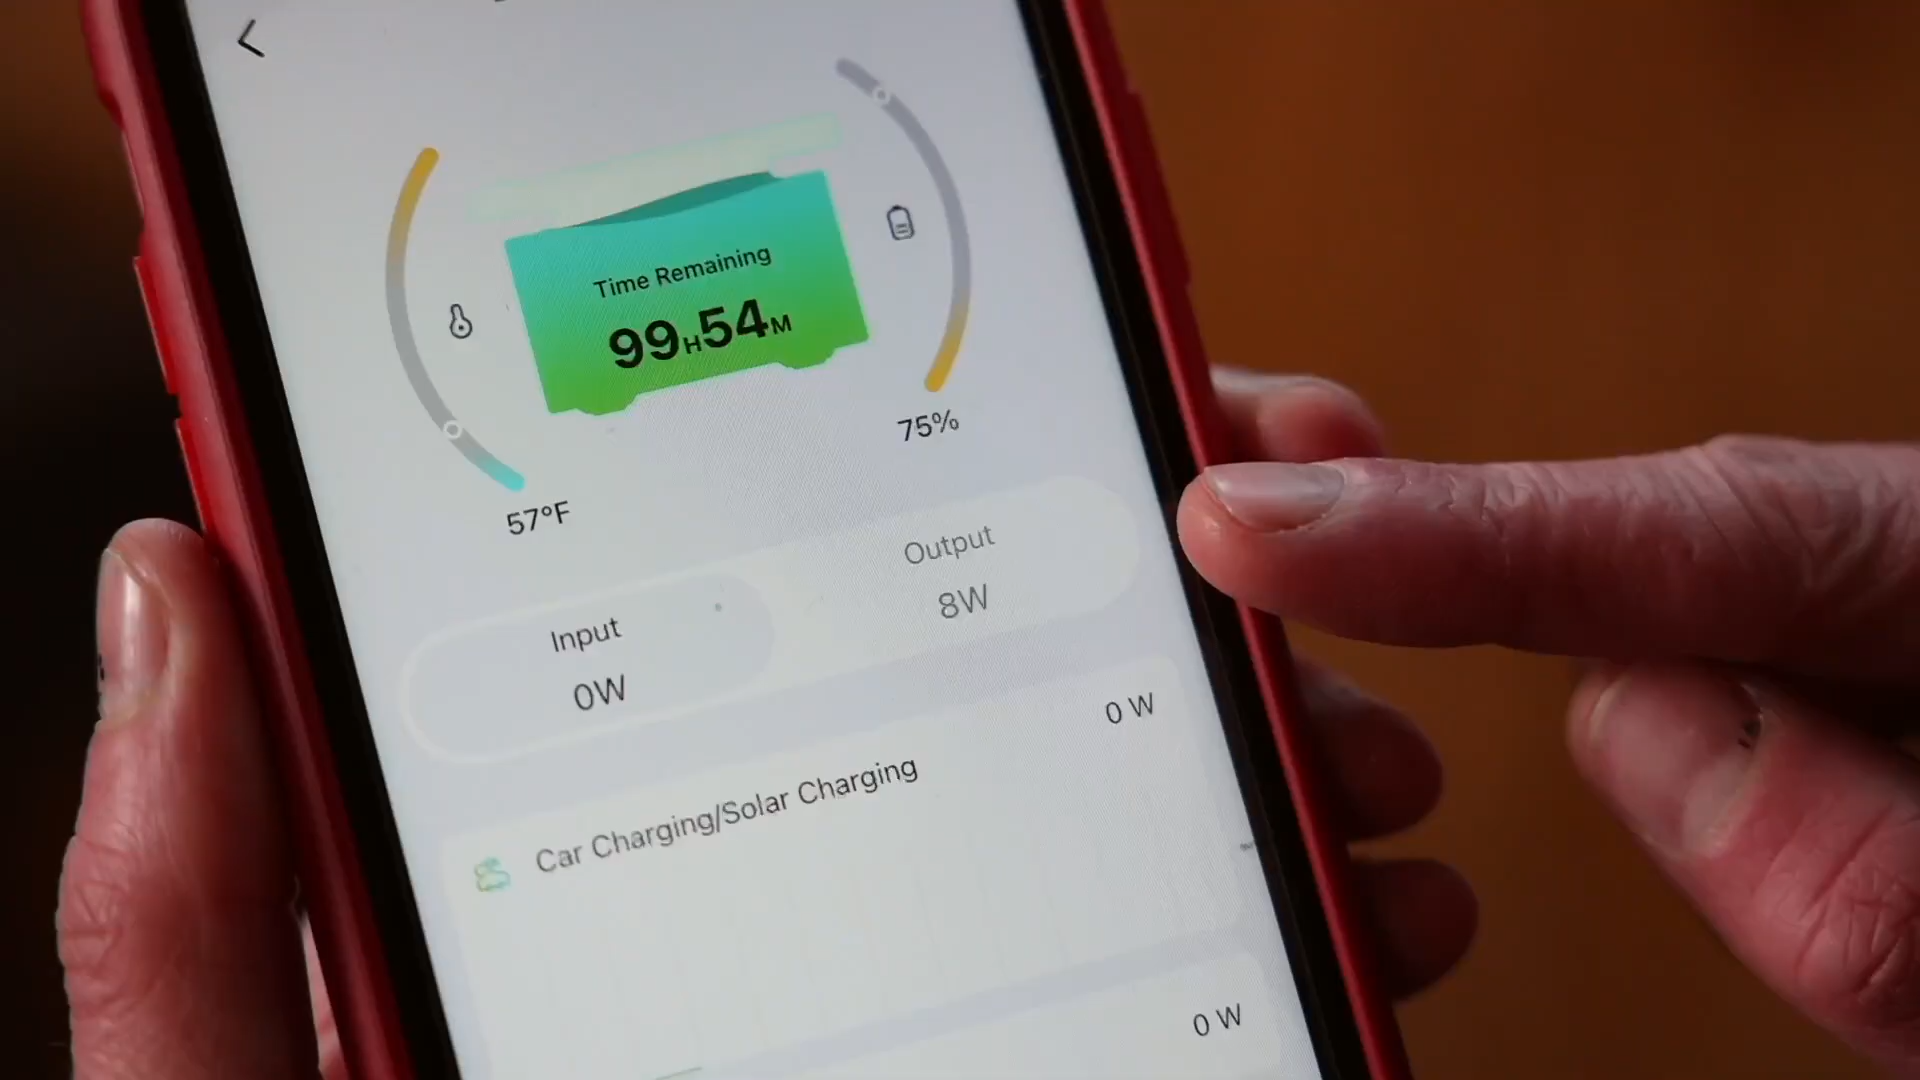 Time Remaining
99H54M
75%
57°F
Output
8W
Input
0W
0 W
Car Charging/Solar Charging
0 W